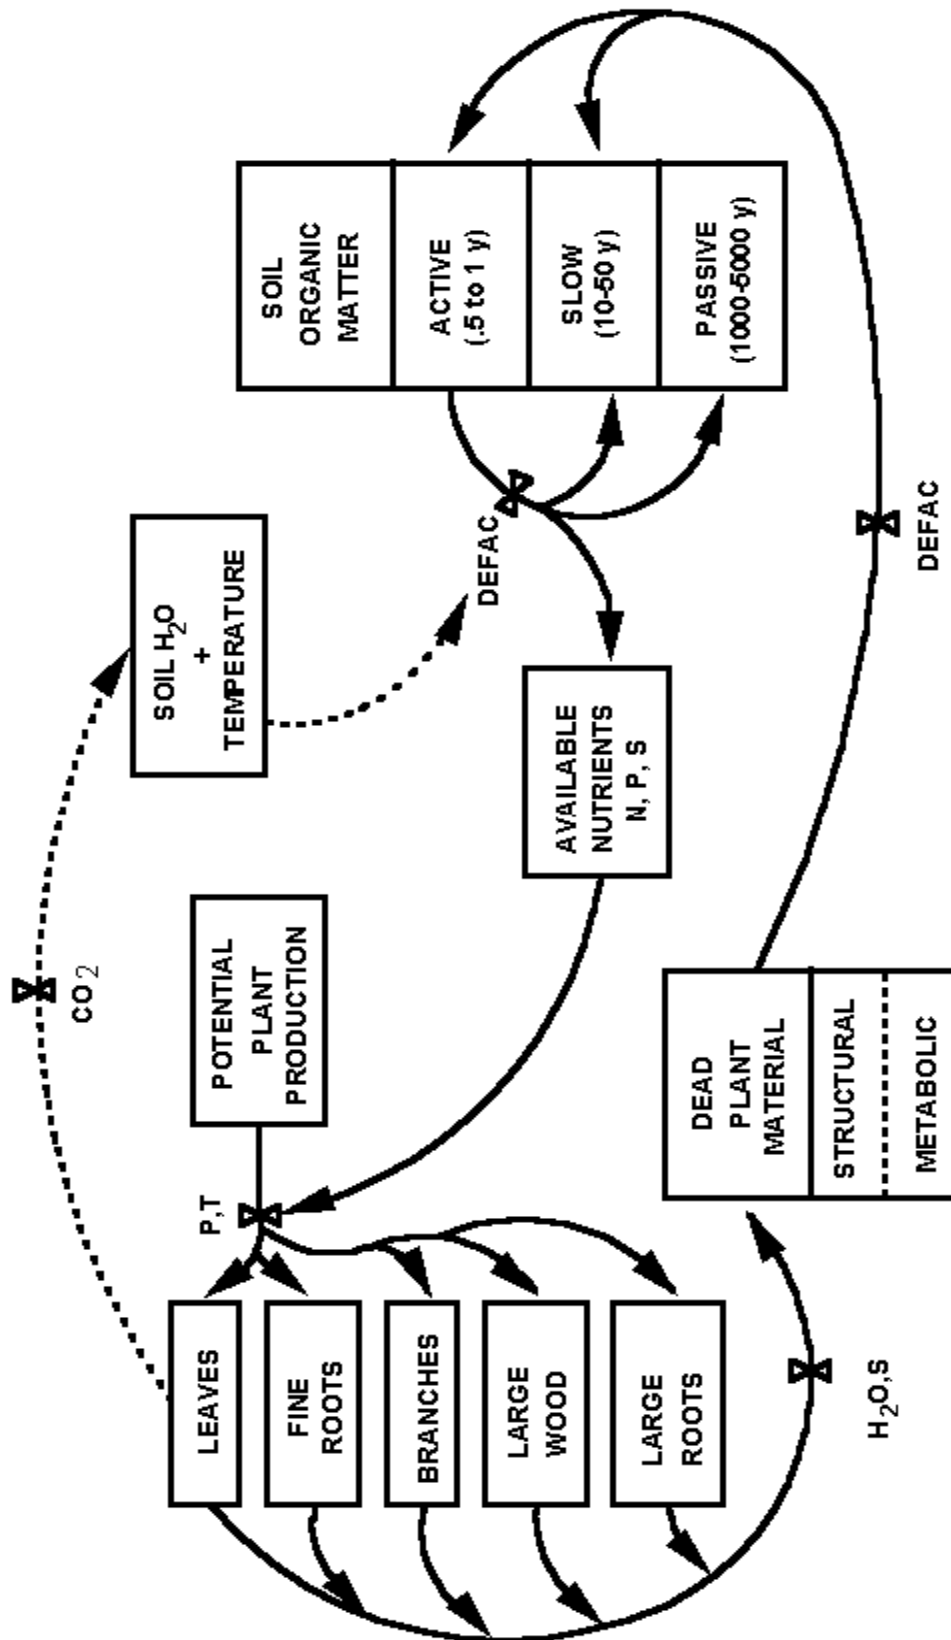 CO2
P,T
LEAVES
FINE
ROOTS
BRANCHES
LARGE
WOOD
LARGE
ROOTS
H2O,S
POTENTIAL
PLANT
PRODUCTION
SOIL H2O
+
TEMPERATURE
DEFAC
AVAILABLE
NUTRIENTS
N, P, S
SOIL
ORGANIC
MATTER
ACTIVE
(.5 to 1 y)
SLOW
(10-50 y)
PASSIVE
(1000-5000 y)
DEAD
PLANT
MATERIAL
STRUCTURAL
METABOLIC
DEFAC